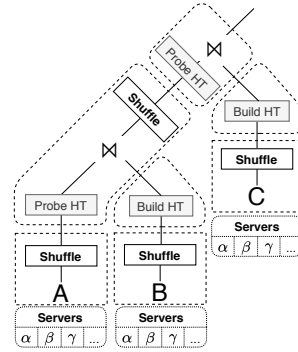 ⋈
Probe HT
Shuffle
Build HT
⋈
Shuffle
C
Probe HT
Build HT
Servers
α β γ ...
Shuffle
Shuffle
A
B
Servers
α β γ ...
Servers
α β γ ...